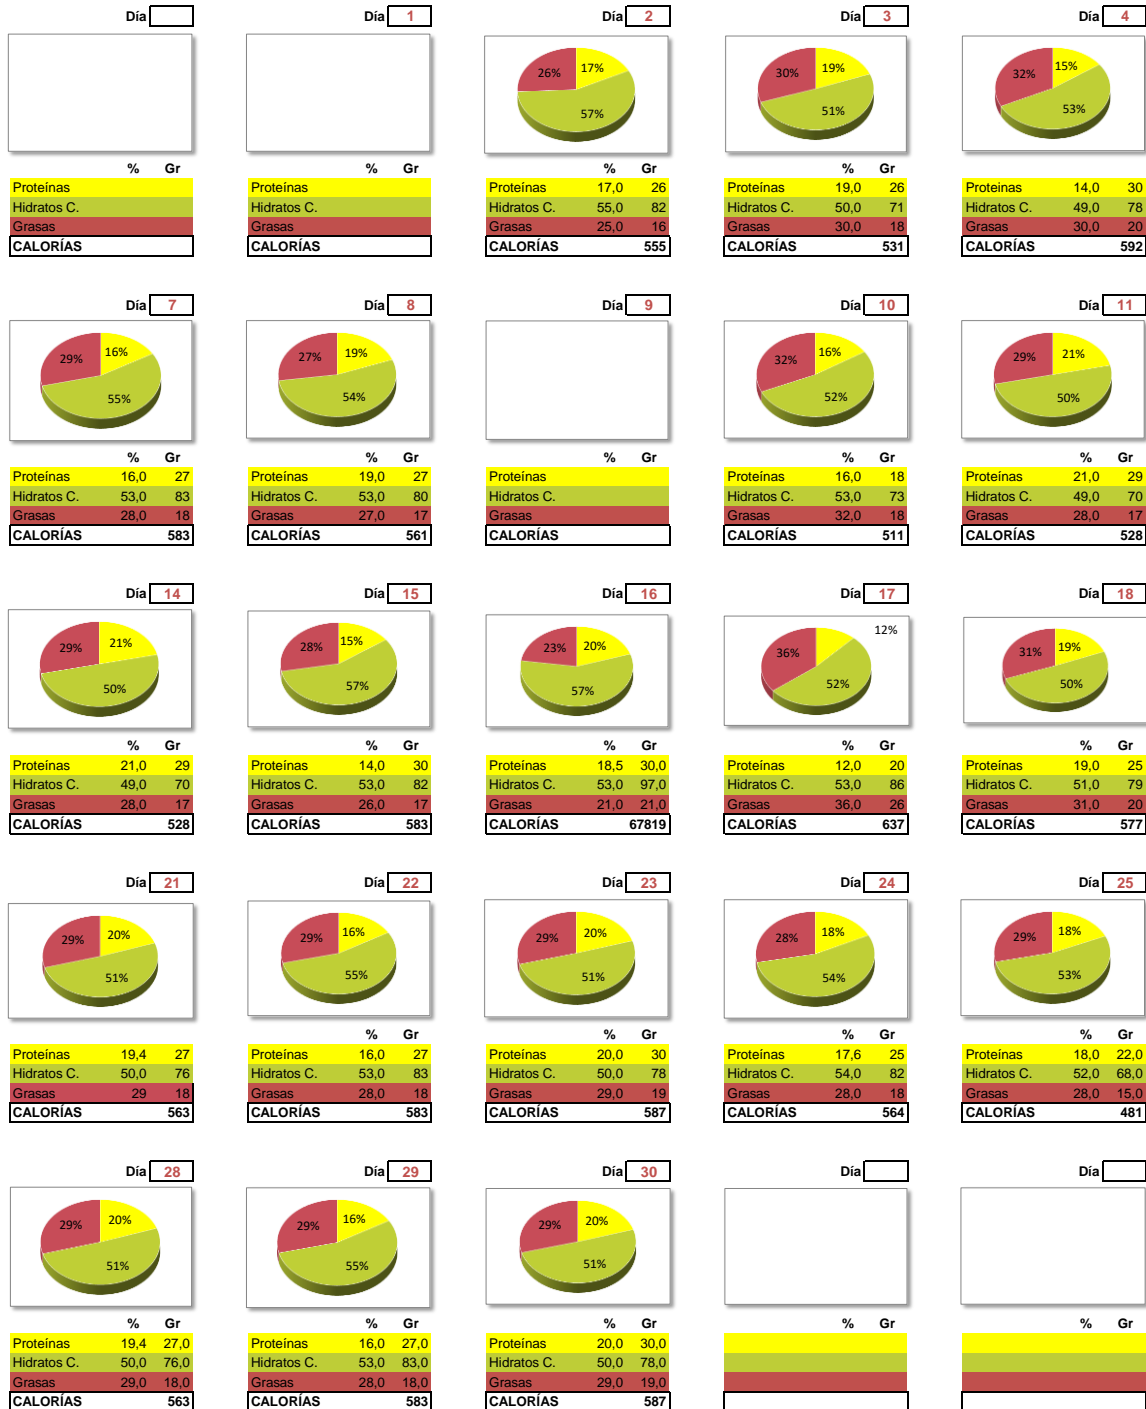 Día
Día 1
Día 2
Día 3
Día 4
26% 17%
57%
30% 19%
51%
32% 15%
53%
% Gr
Proteínas
Hidratos C.
Grasas
CALORÍAS
% Gr
Proteínas
Hidratos C.
Grasas
CALORÍAS
% Gr
Proteínas 17,0 26
Hidratos C. 55,0 82
Grasas 25,0 16
CALORÍAS 555
% Gr
Proteínas 19,0 26
Hidratos C. 50,0 71
Grasas 30,0 18
CALORÍAS 531
% Gr
Proteínas 14,0 30
Hidratos C. 49,0 78
Grasas 30,0 20
CALORÍAS 592
Día 7
29% 16%
55%
% Gr
Proteínas 16,0 27
Hidratos C. 53,0 83
Grasas 28,0 18
CALORÍAS 583
Día 8
27% 19%
54%
% Gr
Proteínas 19,0 27
Hidratos C. 53,0 80
Grasas 27,0 17
CALORÍAS 561
Día 9
% Gr
Proteínas
Hidratos C.
Grasas
CALORÍAS
Día 10
32% 16%
52%
% Gr
Proteínas 16,0 18
Hidratos C. 53,0 73
Grasas 32,0 18
CALORÍAS 511
Día 11
29% 21%
50%
% Gr
Proteínas 21,0 29
Hidratos C. 49,0 70
Grasas 28,0 17
CALORÍAS 528
Día 14
29% 21%
50%
% Gr
Proteínas 21,0 29
Hidratos C. 49,0 70
Grasas 28,0 17
CALORÍAS 528
Día 15
28% 15%
57%
% Gr
Proteínas 14,0 30
Hidratos C. 53,0 82
Grasas 26,0 17
CALORÍAS 583
Día 16
23% 20%
57%
% Gr
Proteínas 18,5 30,0
Hidratos C. 53,0 97,0
Grasas 21,0 21,0
CALORÍAS 67819
Día 17
12%
36%
52%
% Gr
Proteínas 12,0 20
Hidratos C. 53,0 86
Grasas 36,0 26
CALORÍAS 637
Día 18
31% 19%
50%
% Gr
Proteínas 19,0 25
Hidratos C. 51,0 79
Grasas 31,0 20
CALORÍAS 577
Día 21
29% 20%
51%
% Gr
Proteínas 19,4 27
Hidratos C. 50,0 76
Grasas 29 18
CALORÍAS 563
Día 22
29% 16%
55%
% Gr
Proteínas 16,0 27
Hidratos C. 53,0 83
Grasas 28,0 18
CALORÍAS 583
Día 23
29% 20%
51%
% Gr
Proteínas 20,0 30
Hidratos C. 50,0 78
Grasas 29,0 19
CALORÍAS 587
Día 24
28% 18%
54%
% Gr
Proteínas 17,6 25
Hidratos C. 54,0 82
Grasas 28,0 18
CALORÍAS 564
Día 25
29% 18%
53%
% Gr
Proteínas 18,0 22,0
Hidratos C. 52,0 68,0
Grasas 28,0 15,0
CALORÍAS 481
Día 28
29% 20%
51%
% Gr
Proteínas 19,4 27,0
Hidratos C. 50,0 76,0
Grasas 29,0 18,0
CALORÍAS 563
Día 29
29% 16%
55%
% Gr
Proteínas 16,0 27,0
Hidratos C. 53,0 83,0
Grasas 28,0 18,0
CALORÍAS 583
Día 30
29% 20%
51%
% Gr
Proteínas 20,0 30,0
Hidratos C. 50,0 78,0
Grasas 29,0 19,0
CALORÍAS 587
Día
% Gr
Día
% Gr